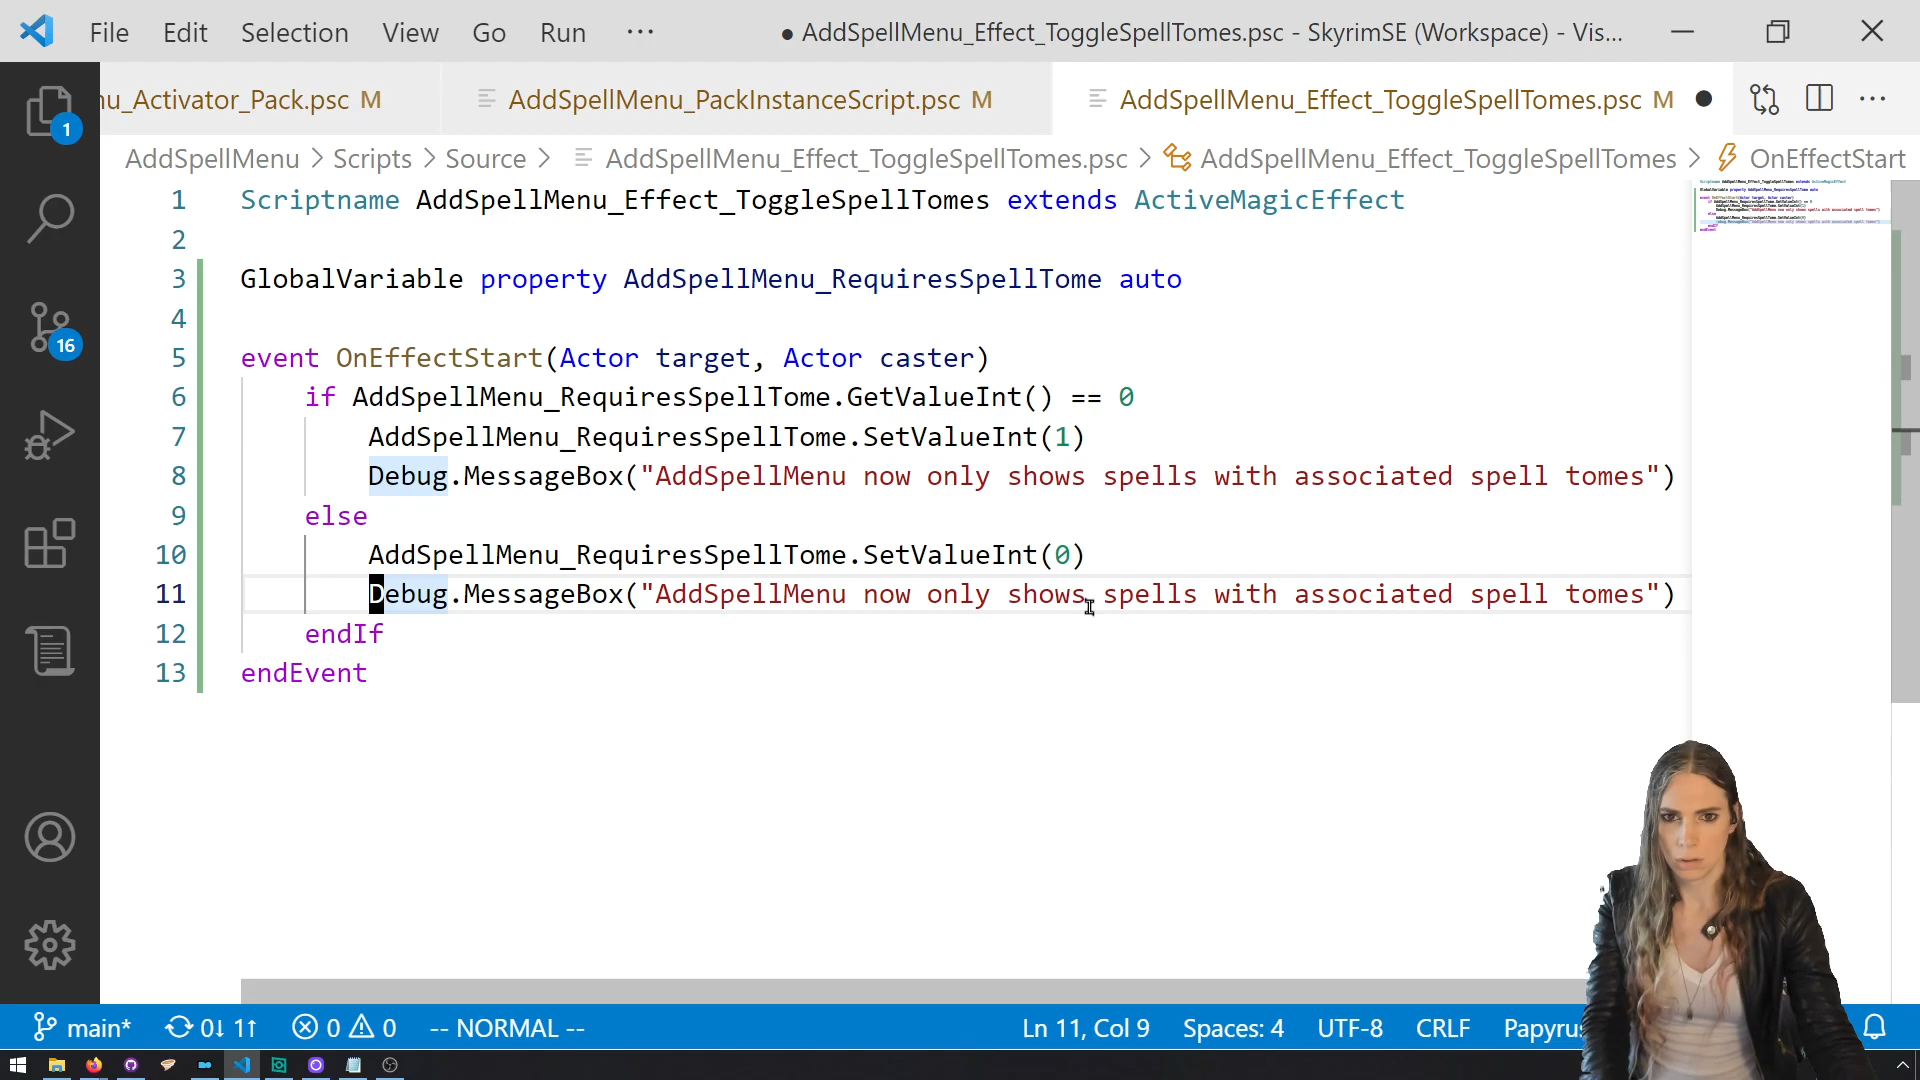 File Edit Selection View Go Run ··· ● AddSpellMenu_Effect_ToggleSpellTomes.psc - SkyrimSE (Workspace) - Vis...
nu_Activator_Pack.psc M AddSpellMenu_PackInstanceScript.psc M AddSpellMenu_Effect_ToggleSpellTomes.psc M
AddSpellMenu > Scripts > Source > AddSpellMenu_Effect_ToggleSpellTomes.psc > AddSpellMenu_Effect_ToggleSpellTomes > OnEffectStart
1 Scriptname AddSpellMenu_Effect_ToggleSpellTomes extends ActiveMagicEffect
2
3 GlobalVariable property AddSpellMenu_RequiresSpellTome auto
4
5 event OnEffectStart(Actor target, Actor caster)
6 if AddSpellMenu_RequiresSpellTome.GetValueInt() == 0
7 AddSpellMenu_RequiresSpellTome.SetValueInt(1)
8 Debug.MessageBox("AddSpellMenu now only shows spells with associated spell tomes")
9 else
10 AddSpellMenu_RequiresSpellTome.SetValueInt(0)
11 Debug.MessageBox("AddSpellMenu now only shows spells with associated spell tomes")
12 endIf
13 endEvent
1
16
main* 0↓ 1↑ 0 0 -- NORMAL -- Ln 11, Col 9 Spaces: 4 UTF-8 CRLF Papyrus